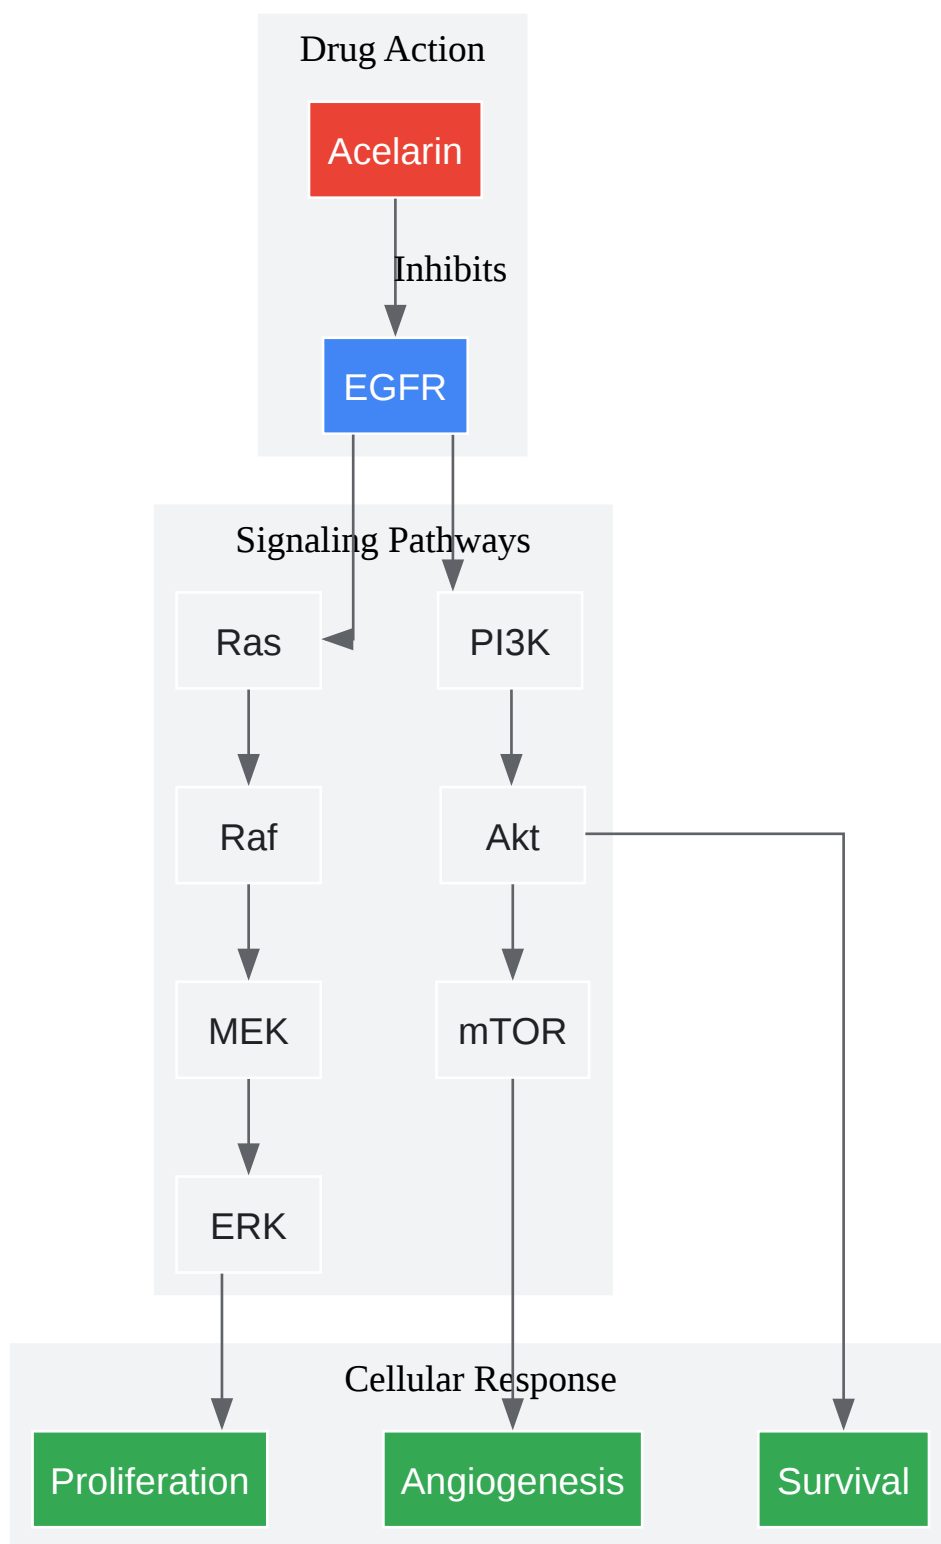 Drug Action
Acelarin
Inhibits
EGFR
Signaling Pathways
Ras
PI3K
Raf
Akt
MEK
mTOR
ERK
Cellular Response
Proliferation
Angiogenesis
Survival